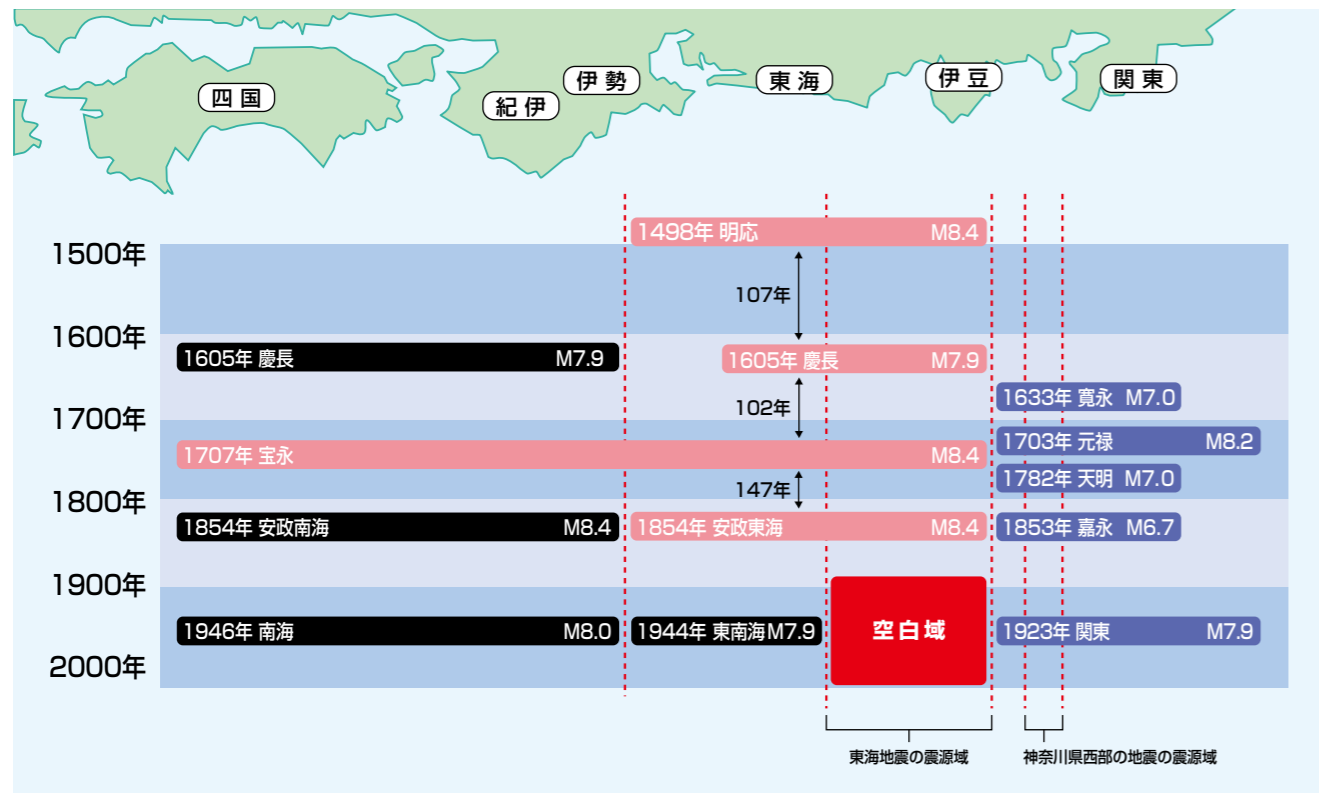 四国
紀伊
伊勢
東海
伊豆
関東
1498年 明応 M8.4
1500年
107年
1600年
1605年 慶長 M7.9
1605年 慶長 M7.9
1633年 寛永 M7.0
102年
1700年
1703年 元禄 M8.2
1707年 宝永 M8.4
1782年 天明 M7.0
147年
1800年
1854年 安政南海 M8.4
1854年 安政東海 M8.4
1853年 嘉永 M6.7
1900年
1946年 南海 M8.0
1944年 東南海M7.9
空白域
1923年 関東 M7.9
2000年
東海地震の震源域
神奈川県西部の地震の震源域